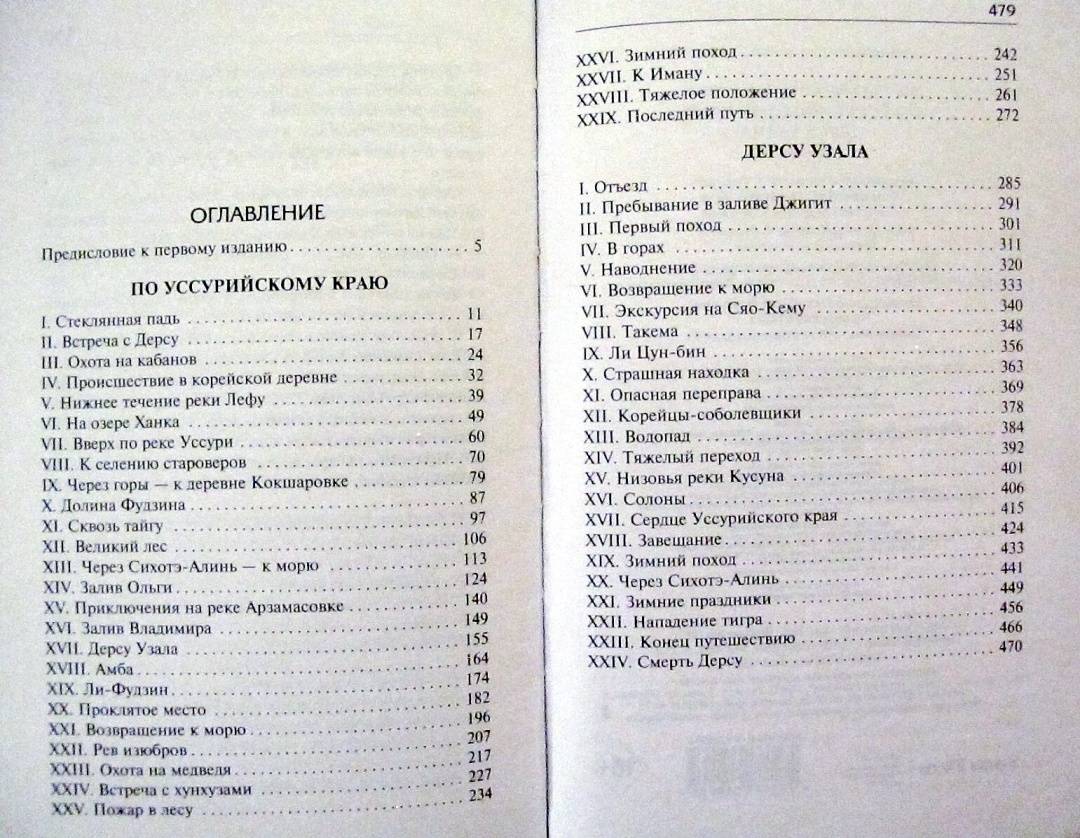 ОГЛАВЛЕНИЕ
Предисловие к первому изданию . . . 5
ПО УССУРИЙСКОМУ КРАЮ
I. Стеклянная падь . . . 11
II. Встреча с Дерсу . . . 17
III. Охота на кабанов . . . 24
IV. Происшествие в корейской деревне . . . 32
V. Нижнее течение реки Лефу . . . 39
VI. На озере Ханка . . . 49
VII. Вверх по реке Уссури . . . 60
VIII. К селению староверов . . . 70
IX. Через горы — к деревне Кокшаровке . . . 79
X. Долина Фудзина . . . 87
XI. Сквозь тайгу . . . 97
XII. Великий лес . . . 106
XIII. Через Сихотэ-Алинь — к морю . . . 113
XIV. Залив Ольги . . . 124
XV. Приключения на реке Арзамасовке . . . 140
XVI. Залив Владимира . . . 149
XVII. Дерсу Узала . . . 155
XVIII. Амба . . . 164
XIX. Ли-Фудзин . . . 174
XX. Проклятое место . . . 182
XXI. Возвращение к морю . . . 196
XXII. Рев изюбров . . . 207
XXIII. Охота на медведя . . . 217
XXIV. Встреча с хунхузами . . . 227
XXV. Пожар в лесу . . . 234
479
XXVI. Зимний поход . . . 242
XXVII. К Иману . . . 251
XXVIII. Тяжелое положение . . . 261
XXIX. Последний путь . . . 272
ДЕРСУ УЗАЛА
I. Отъезд . . . 285
II. Пребывание в заливе Джигит . . . 291
III. Первый поход . . . 301
IV. В горах . . . 311
V. Наводнение . . . 320
VI. Возвращение к морю . . . 333
VII. Экскурсия на Сяо-Кему . . . 340
VIII. Такема . . . 348
IX. Ли Цун-бин . . . 356
X. Страшная находка . . . 363
XI. Опасная переправа . . . 369
XII. Корейцы-соболевщики . . . 378
XIII. Водопад . . . 384
XIV. Тяжелый переход . . . 392
XV. Низовья реки Кусуна . . . 401
XVI. Солоны . . . 406
XVII. Сердце Уссурийского края . . . 415
XVIII. Завещание . . . 424
XIX. Зимний поход . . . 433
XX. Через Сихотэ-Алинь . . . 441
XXI. Зимние праздники . . . 449
XXII. Нападение тигра . . . 456
XXIII. Конец путешествию . . . 466
XXIV. Смерть Дерсу . . . 470